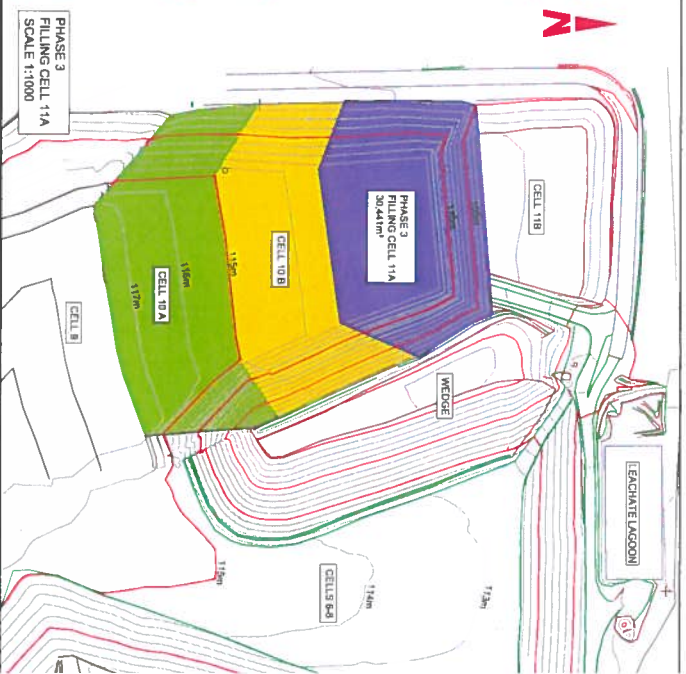 N
PHASE 3
FILLING CELL 11A
SCALE 1:1000
CELL 11B
PHASE 3
FILLING CELL 11A
30,441m³
CELL 10 B
115m
116m
CELL 10 A
117m
CELL 9
WEDGE
LEACHATE LAGOON
113m
114m
CELLS 6-8
115m